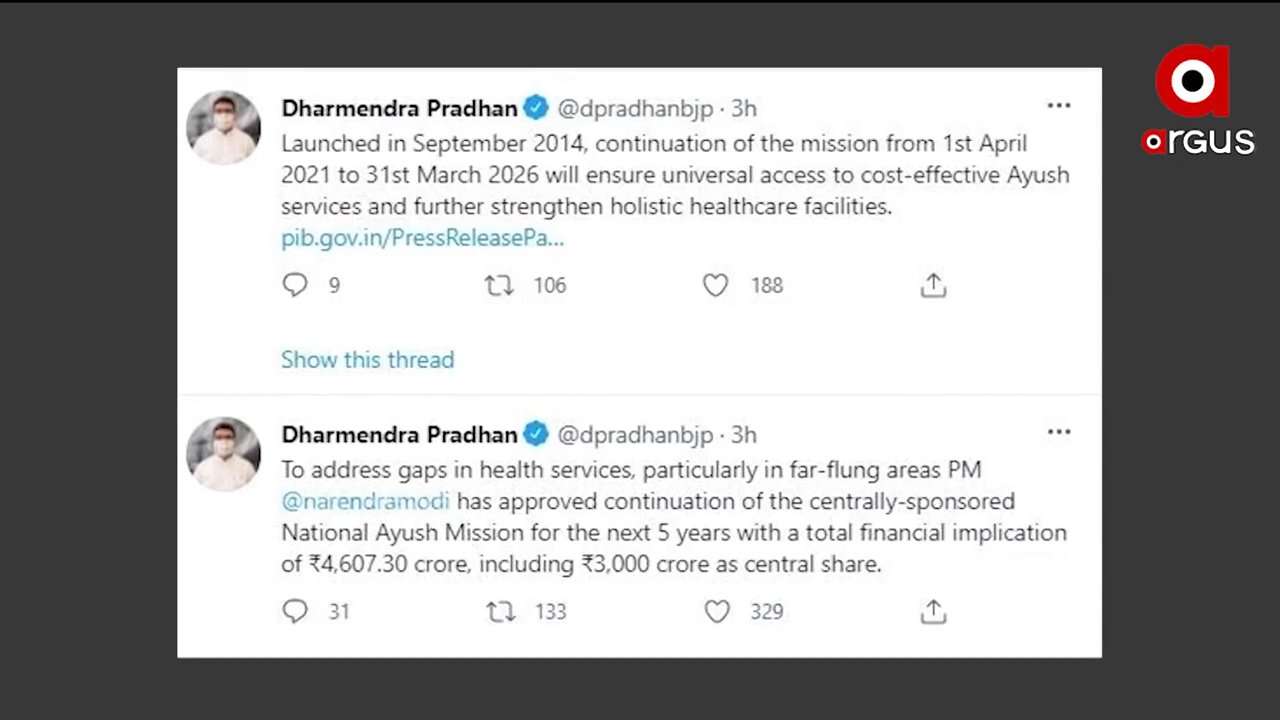 argus
Dharmendra Pradhan @dpradhanbjp · 3h
Launched in September 2014, continuation of the mission from 1st April
2021 to 31st March 2026 will ensure universal access to cost-effective Ayush
services and further strengthen holistic healthcare facilities.
pib.gov.in/PressReleasePa...
9 106 188
Show this thread
Dharmendra Pradhan @dpradhanbjp · 3h
To address gaps in health services, particularly in far-flung areas PM
@narendramodi has approved continuation of the centrally-sponsored
National Ayush Mission for the next 5 years with a total financial implication
of ₹4,607.30 crore, including ₹3,000 crore as central share.
31 133 329